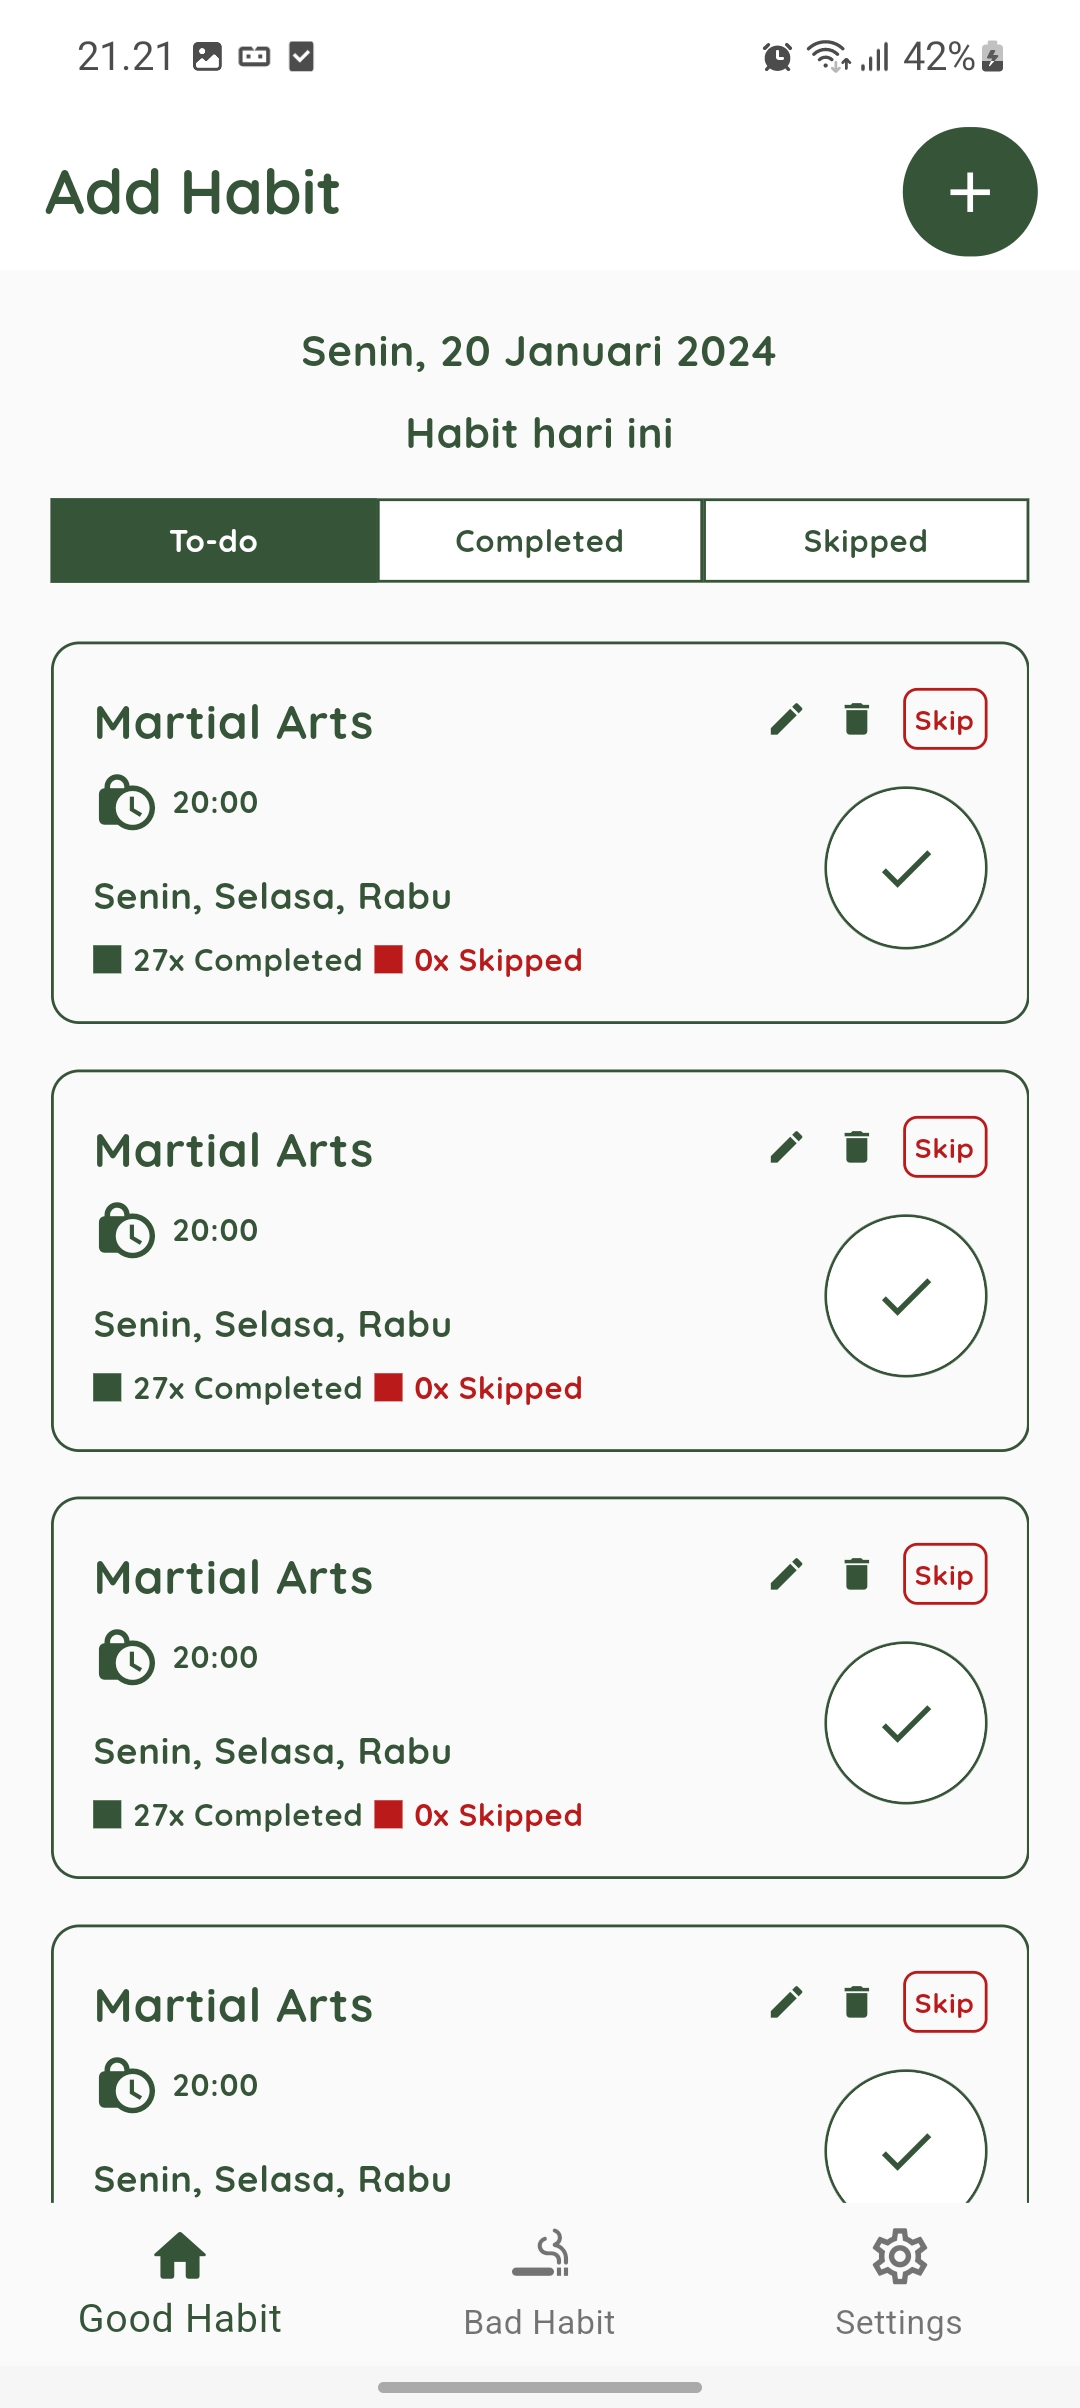 21.21 42%
Add Habit
Senin, 20 Januari 2024
Habit hari ini
To-do Completed Skipped
Martial Arts Skip
20:00
Senin, Selasa, Rabu
27x Completed 0x Skipped
Martial Arts Skip
20:00
Senin, Selasa, Rabu
27x Completed 0x Skipped
Martial Arts Skip
20:00
Senin, Selasa, Rabu
27x Completed 0x Skipped
Martial Arts Skip
20:00
Senin, Selasa, Rabu
Good Habit Bad Habit Settings